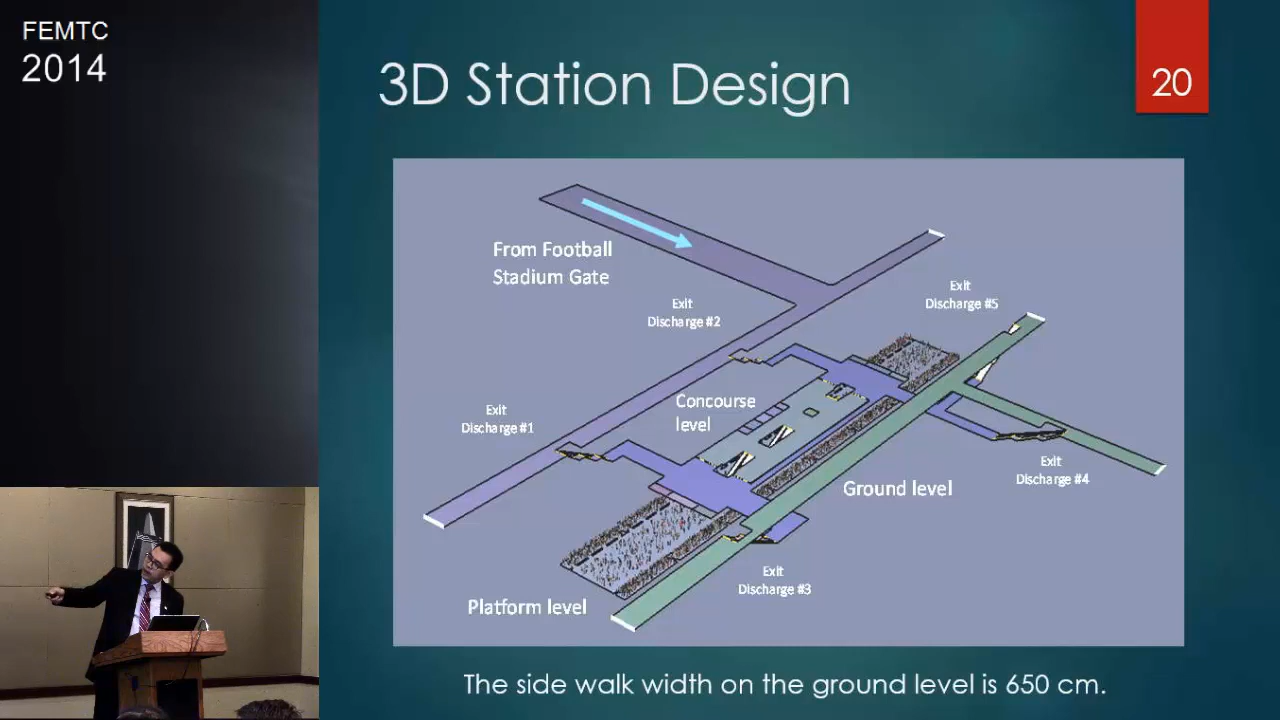 FEMTC
2014
3D Station Design
20
From Football
Stadium Gate
Exit
Discharge #2
Exit
Discharge #5
Concourse
level
Exit
Discharge #1
Exit
Discharge #4
Ground level
Exit
Discharge #3
Platform level
The side walk width on the ground level is 650 cm.